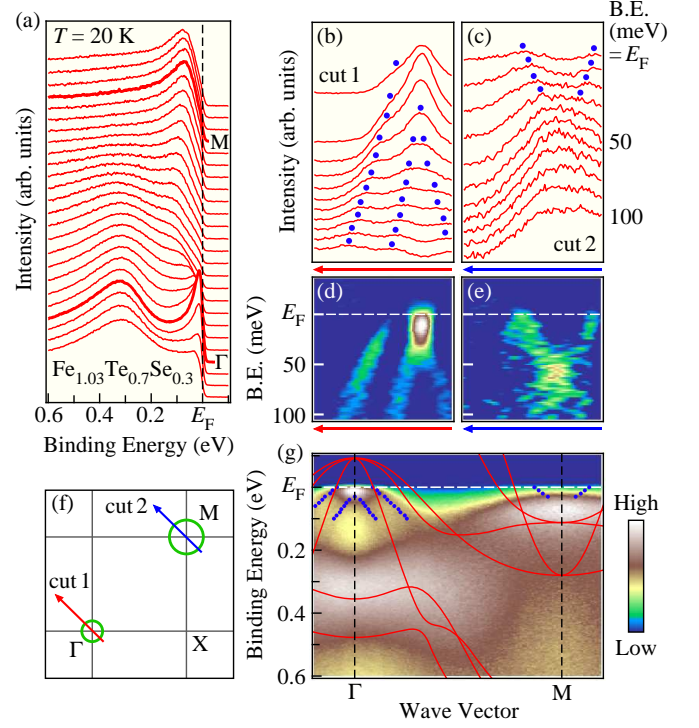 (a)
T = 20 K
Intensity (arb. units)
M
Γ
Fe1.03Te0.7Se0.3
0.6 0.4 0.2 EF
Binding Energy (eV)
(b)
cut 1
Intensity (arb. units)
(c)
cut 2
B.E.
(meV)
= EF
50
100
(d)
(e)
EF
50
100
B.E. (meV)
(f)
cut 2
M
cut 1
Γ
X
(g)
EF
0.2
0.4
0.6
Binding Energy (eV)
Γ M
Wave Vector
High
Low